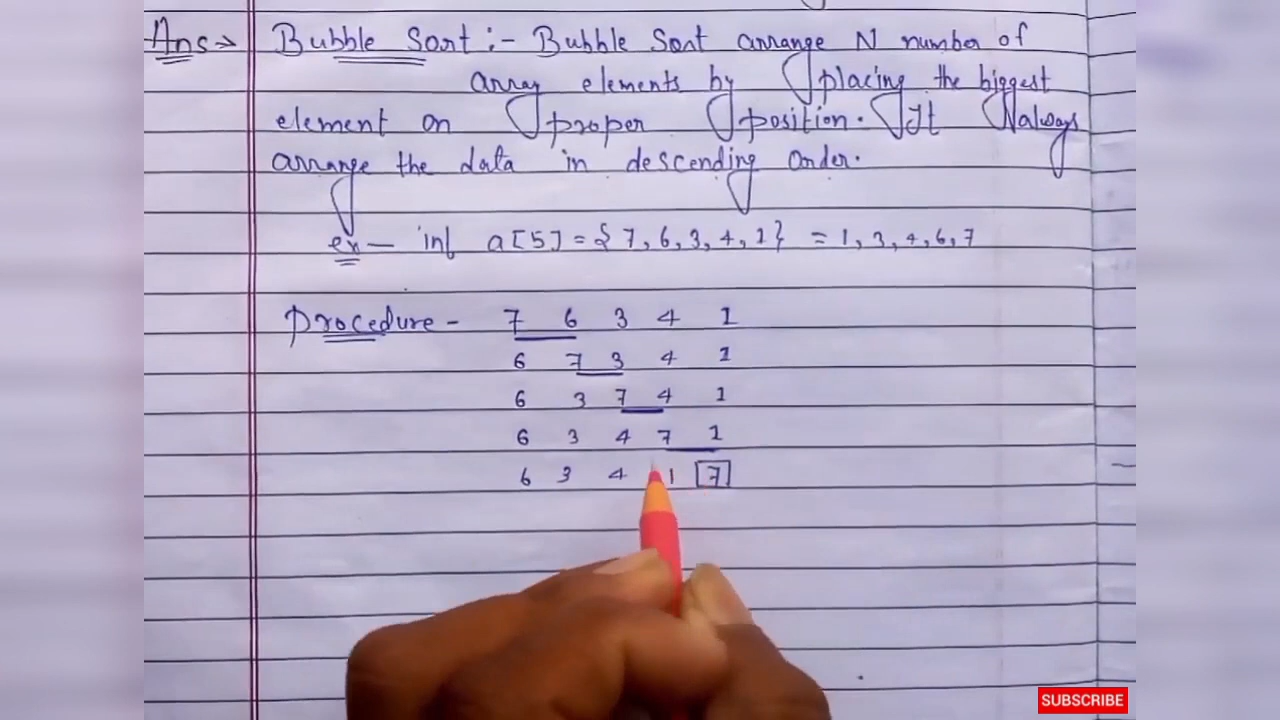 Ans → Bubble Sort :- Bubble Sort arrange N number of
array elements by placing the biggest
element on proper position. It always
arrange the data in descending order.
ex — int a[5] = {7, 6, 3, 4, 1} = 1, 3, 4, 6, 7
Procedure - 7 6 3 4 1
6 7 3 4 1
6 3 7 4 1
6 3 4 7 1
6 3 4 1 7
SUBSCRIBE